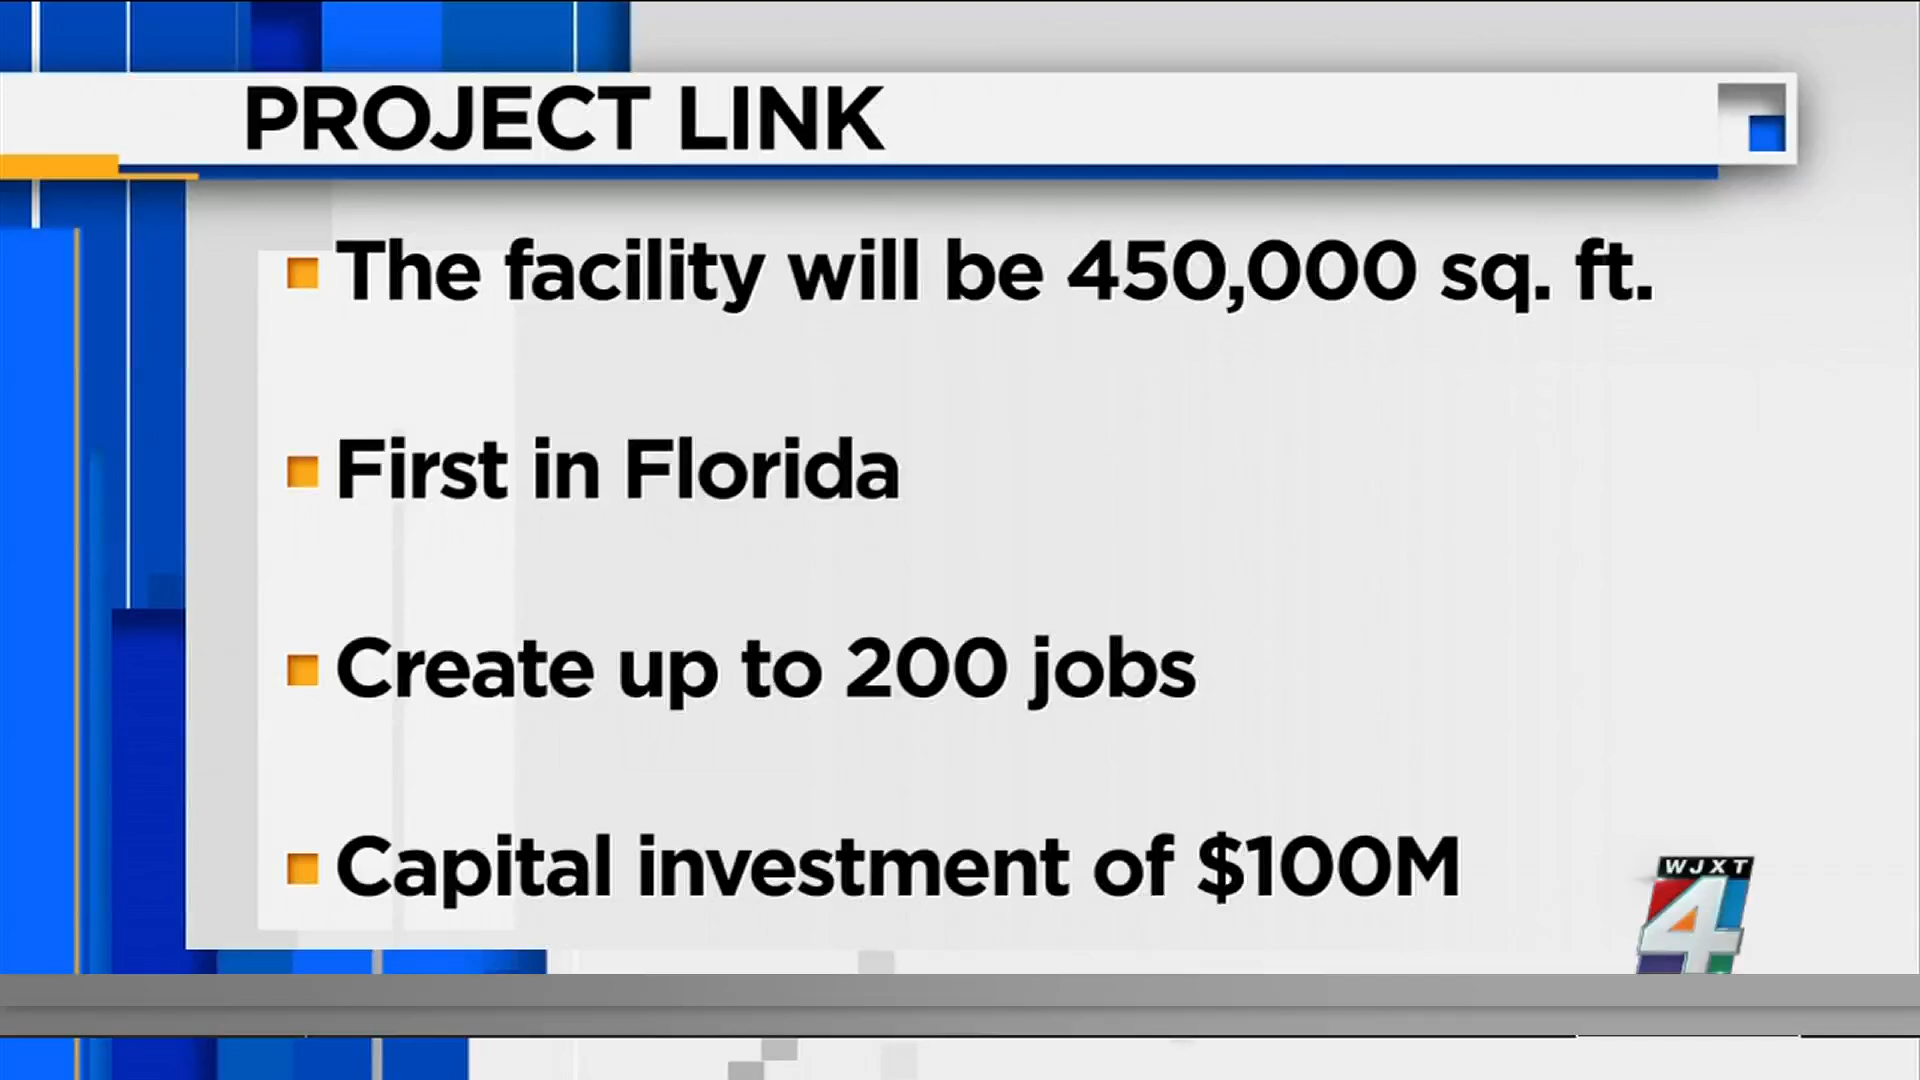 PROJECT LINK
The facility will be 450,000 sq. ft.
First in Florida
Create up to 200 jobs
Capital investment of $100M
WJXT
4